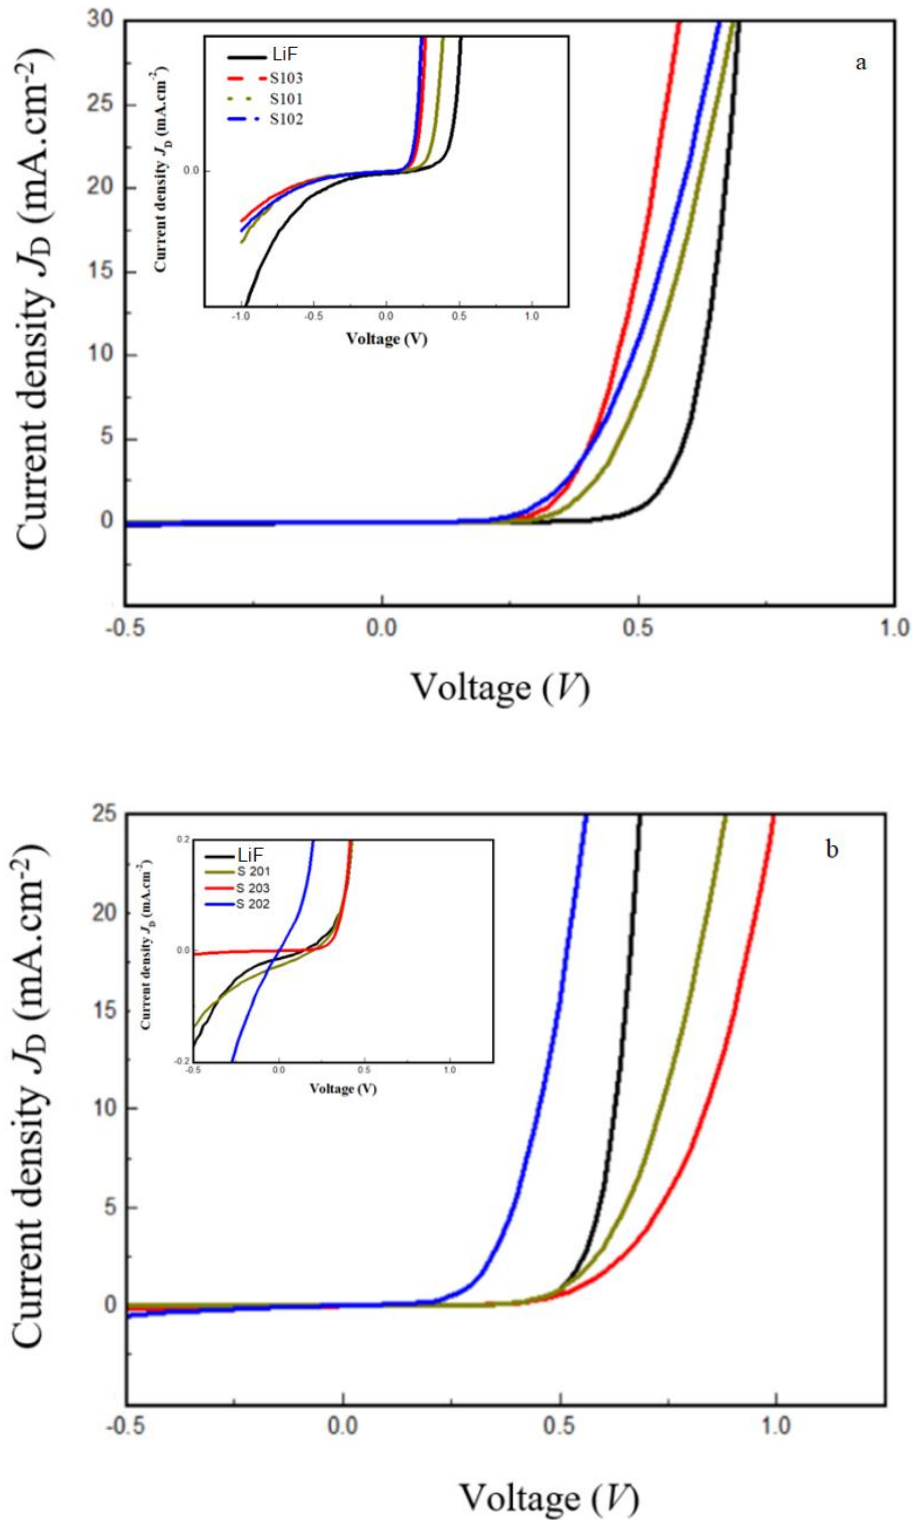 30
25
20
15
10
5
0
-0.5 0.0 0.5 1.0
Current density J_D (mA.cm^-2)
Voltage (V)
a
LiF
S103
S101
S102
Current density J_D (mA.cm^-2)
0.0
-1.0 -0.5 0.0 0.5 1.0
Voltage (V)
25
20
15
10
5
0
-0.5 0.0 0.5 1.0
Current density J_D (mA.cm^-2)
Voltage (V)
b
LiF
S 201
S 203
S 202
Current density J_D (mA.cm^-2)
0.2
0.0
-0.2
-0.5 0.0 0.5 1.0
Voltage (V)